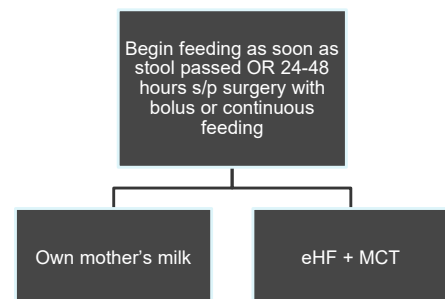 Begin feeding as soon as
stool passed OR 24-48
hours s/p surgery with
bolus or continuous
feeding
Own mother's milk
eHF + MCT